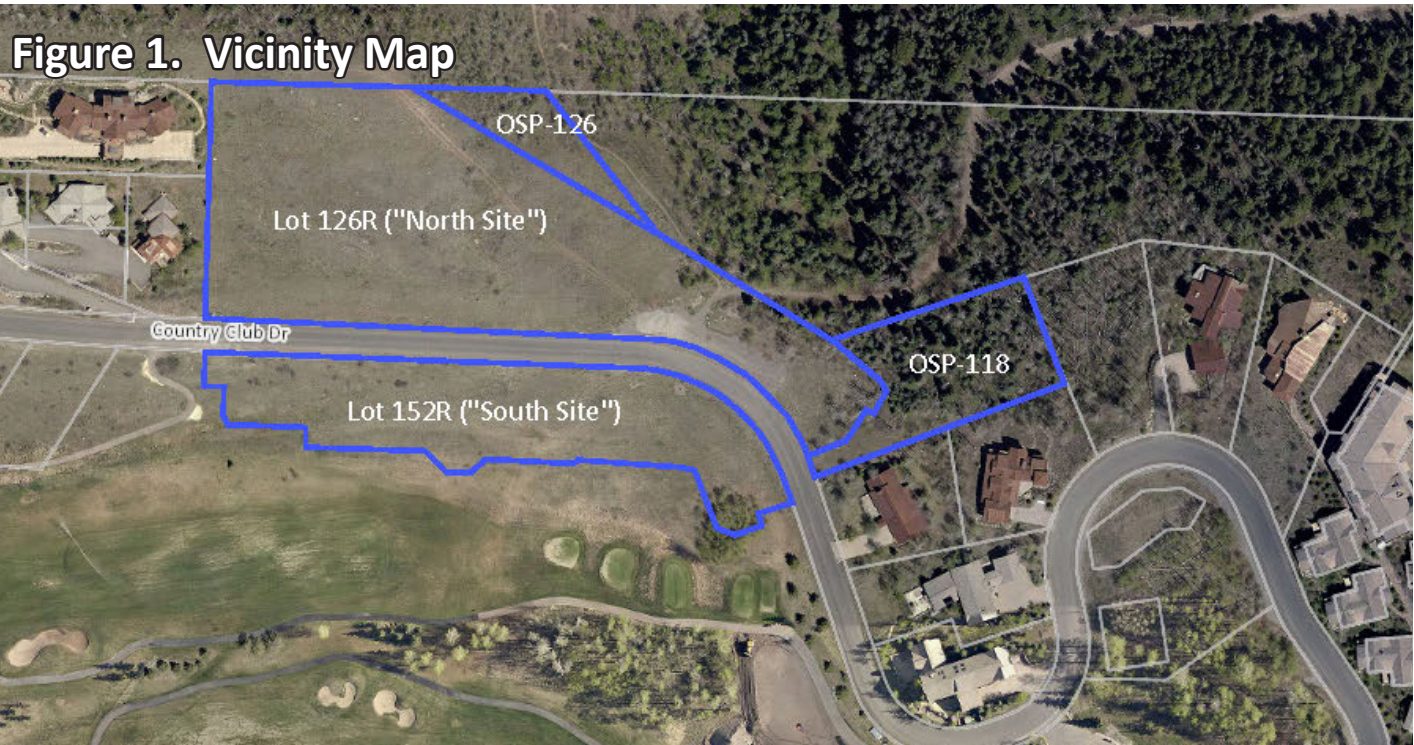 Figure 1. Vicinity Map
OSP-126
Lot 126R ("North Site")
Country Club Dr
OSP-118
Lot 152R ("South Site")